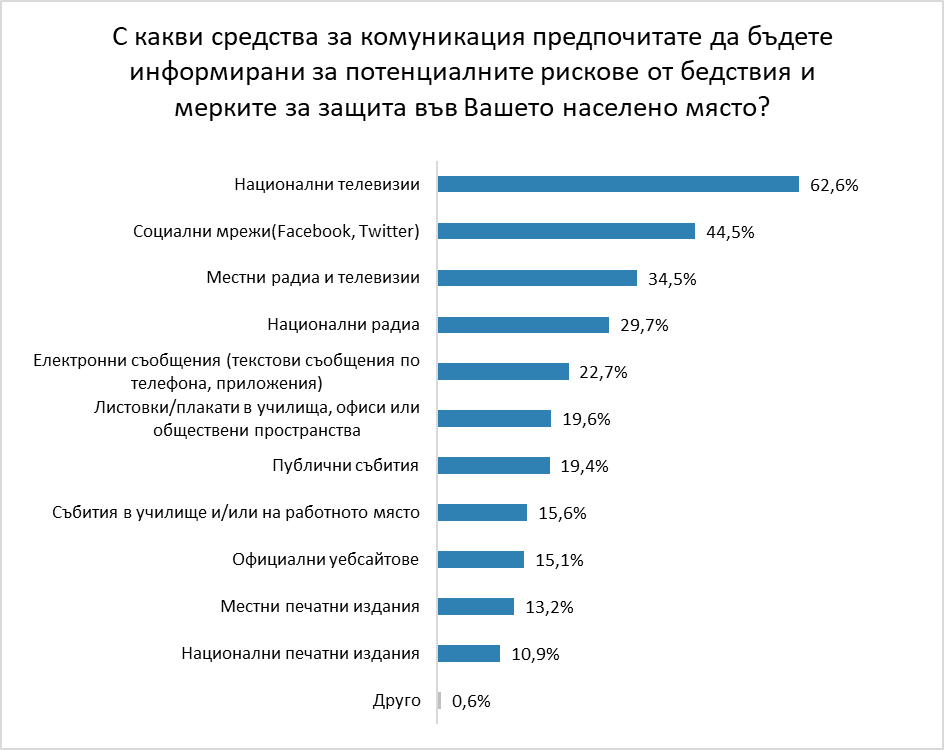 С какви средства за комуникация предпочитате да бъдете
информирани за потенциалните рискове от бедствия и
мерките за защита във Вашето населено място?
Национални телевизии 62,6%
Социални мрежи(Facebook, Twitter) 44,5%
Местни радиа и телевизии 34,5%
Национални радиа 29,7%
Електронни съобщения (текстови съобщения по
телефона, приложения) 22,7%
Листовки/плакати в училища, офиси или
обществени пространства 19,6%
Публични събития 19,4%
Събития в училище и/или на работното място 15,6%
Официални уебсайтове 15,1%
Местни печатни издания 13,2%
Национални печатни издания 10,9%
Друго 0,6%